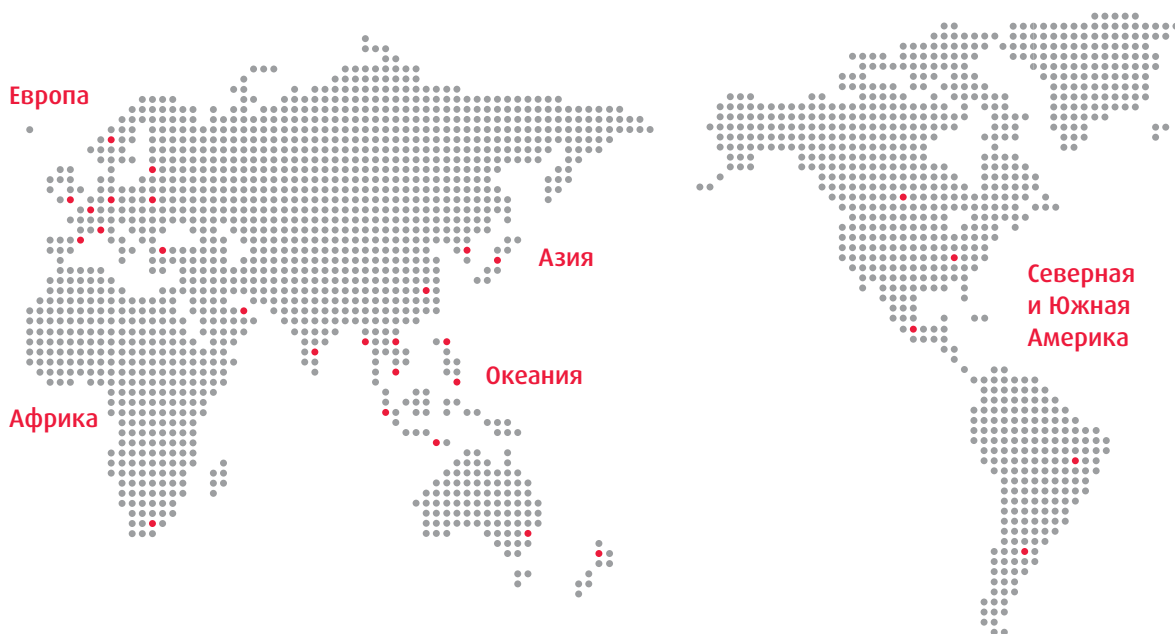 Европа
Азия
Северная
и Южная
Америка
Океания
Африка